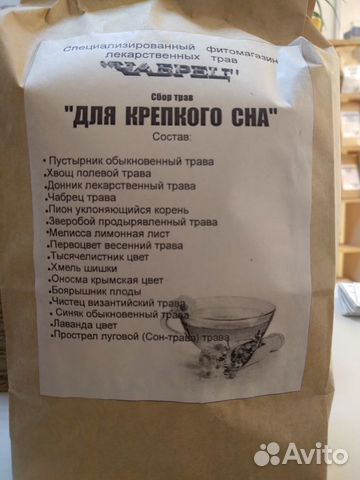 Специализированный фитомагазин
лекарственных трав
"ЧАБРЕЦ"
Сбор трав
"ДЛЯ КРЕПКОГО СНА"
Состав:
• Пустырник обыкновенный трава
• Хвощ полевой трава
• Донник лекарственный трава
• Чабрец трава
• Пион уклоняющийся корень
• Зверобой продырявленный трава
• Мелисса лимонная лист
• Первоцвет весенний трава
• Тысячелистник цвет
• Хмель шишки
• Оносма крымская цвет
• Боярышник плоды
• Чистец византийский трава
• Синяк обыкновенный трава
• Лаванда цвет
• Прострел луговой (Сон-трава) трава
Avito